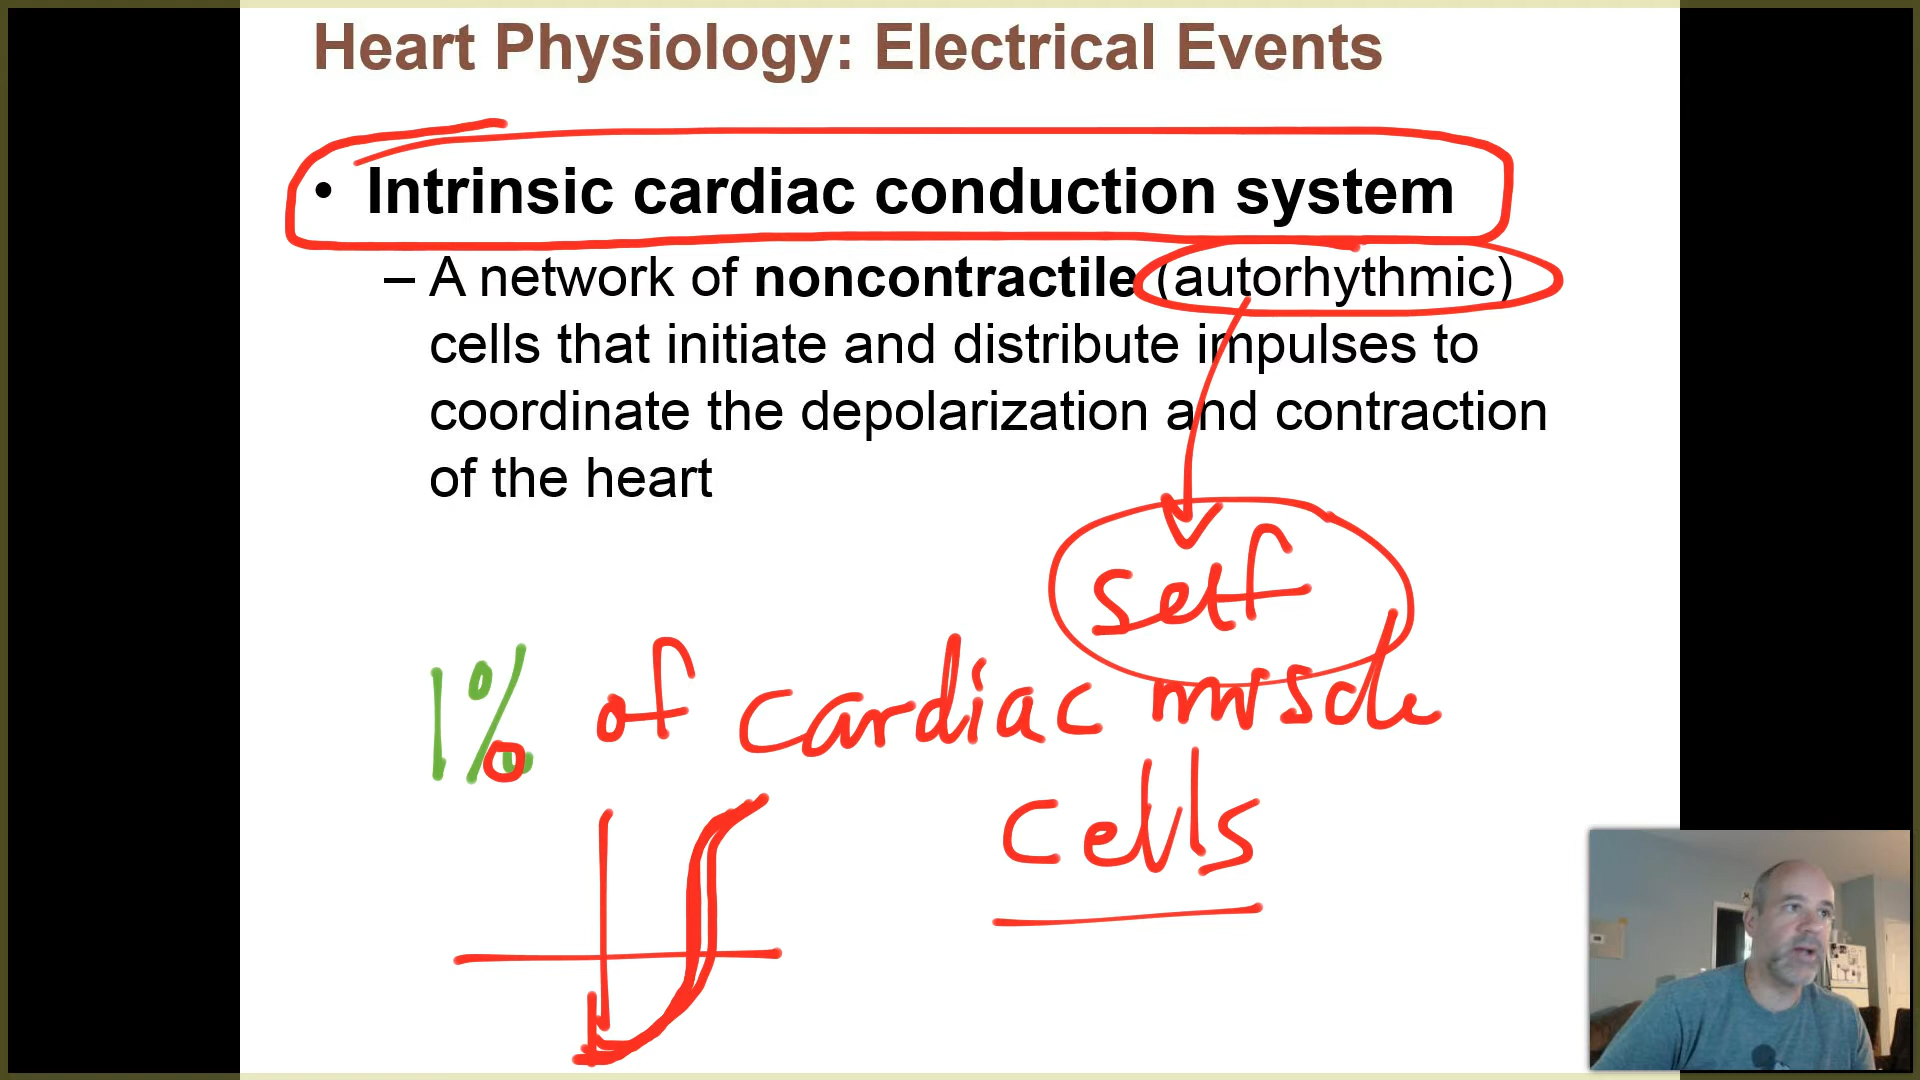 Heart Physiology: Electrical Events
• Intrinsic cardiac conduction system
– A network of noncontractile (autorhythmic)
cells that initiate and distribute impulses to
coordinate the depolarization and contraction
of the heart
self
1% of cardiac muscle
cells